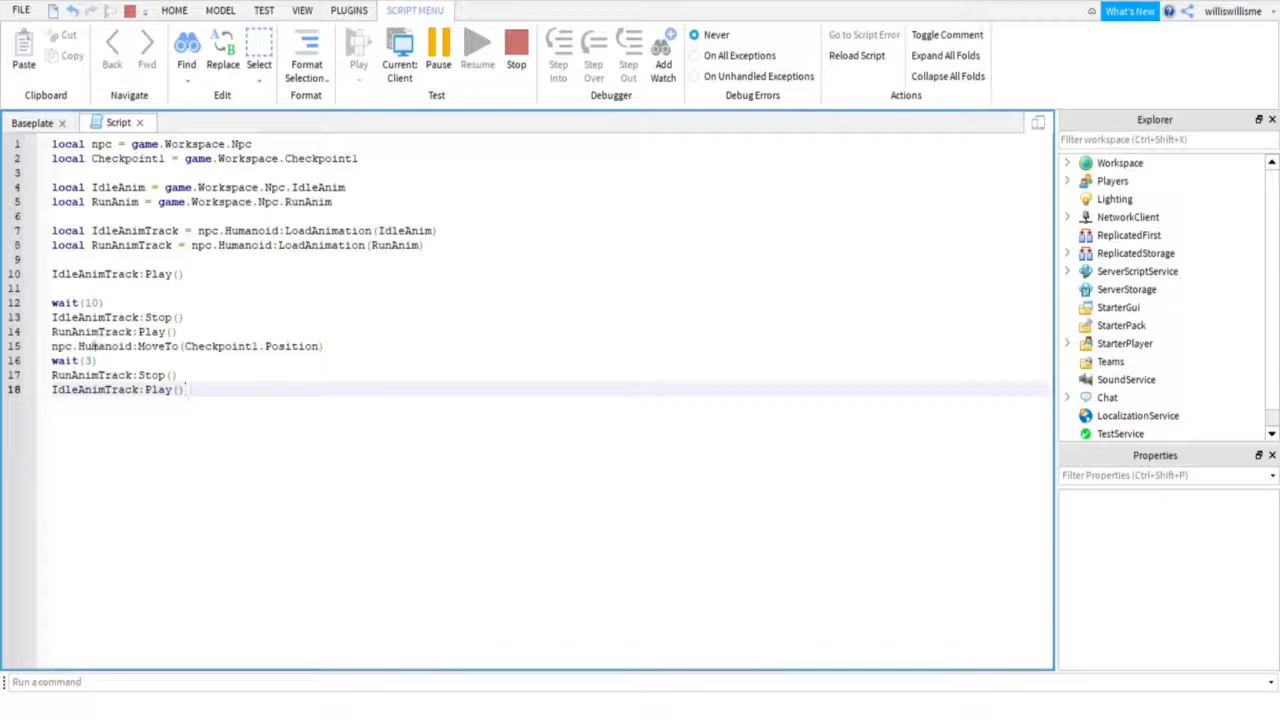 FILE HOME MODEL TEST VIEW PLUGINS SCRIPT MENU What's New williswillisme
Cut Never Go to Script Error Toggle Comment
Paste Copy Back Fwd Find Replace Select Format Selection... Play Current: Client Pause Resume Stop Step Into Step Over Step Out Add Watch On All Exceptions Reload Script Expand All Folds
On Unhandled Exceptions Collapse All Folds
Clipboard Navigate Edit Format Test Debugger Debug Errors Actions
Baseplate Script Explorer
Filter workspace (Ctrl+Shift+X)
1 local npc = game.Workspace.Npc
2 local Checkpoint1 = game.Workspace.Checkpoint1
3
4 local IdleAnim = game.Workspace.Npc.IdleAnim
5 local RunAnim = game.Workspace.Npc.RunAnim
6
7 local IdleAnimTrack = npc.Humanoid:LoadAnimation(IdleAnim)
8 local RunAnimTrack = npc.Humanoid:LoadAnimation(RunAnim)
9
10 IdleAnimTrack:Play()
11
12 wait(10)
13 IdleAnimTrack:Stop()
14 RunAnimTrack:Play()
15 npc.Humanoid:MoveTo(Checkpoint1.Position)
16 wait(3)
17 RunAnimTrack:Stop()
18 IdleAnimTrack:Play()
Workspace
Players
Lighting
NetworkClient
ReplicatedFirst
ReplicatedStorage
ServerScriptService
ServerStorage
StarterGui
StarterPack
StarterPlayer
Teams
SoundService
Chat
LocalizationService
TestService
Properties
Filter Properties (Ctrl+Shift+P)
Run a command